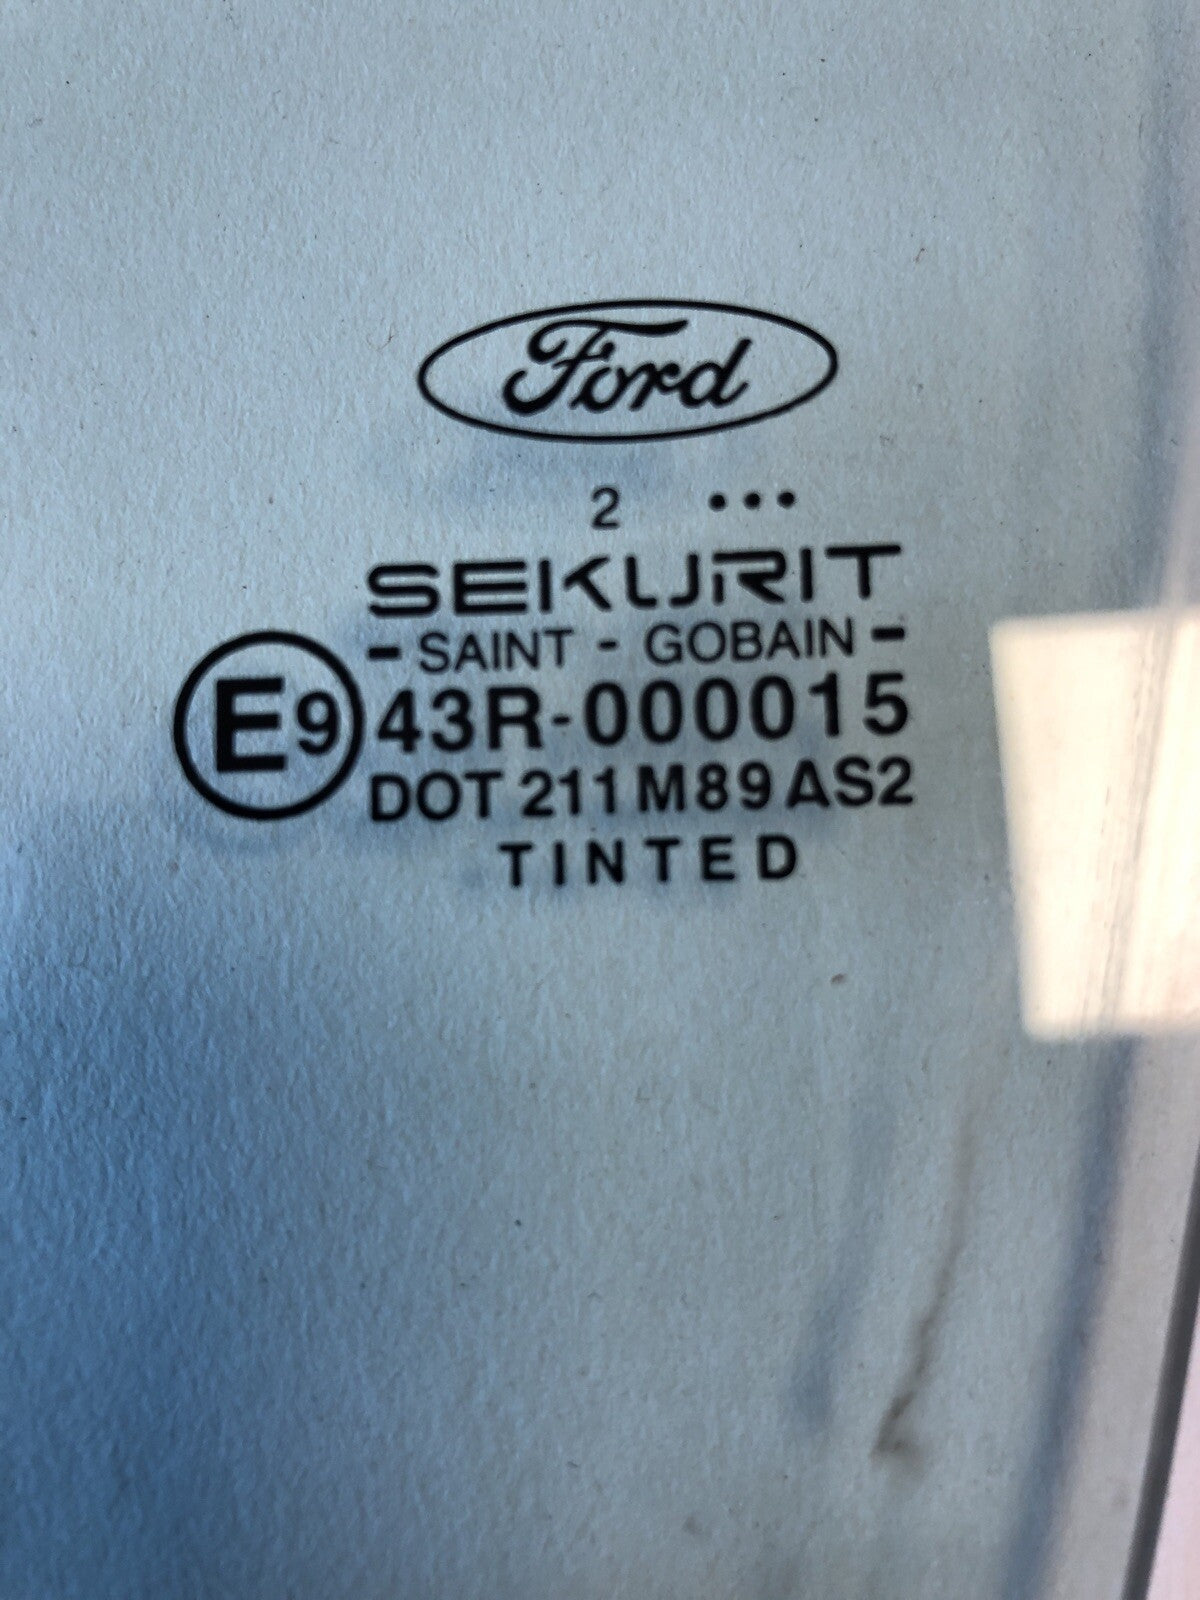 Ford
2 •••
SEKURIT
- SAINT - GOBAIN -
E9 43R-000015
DOT 211 M89 AS2
TINTED